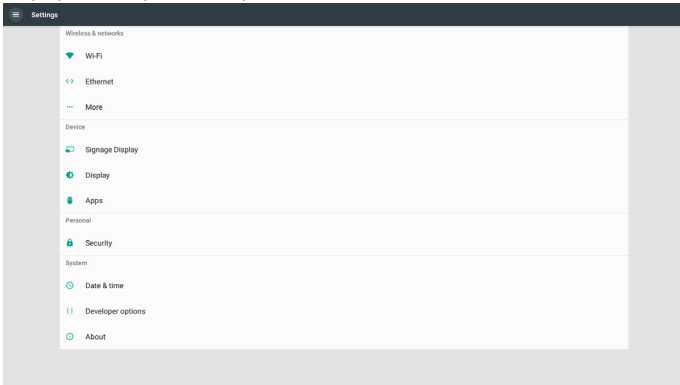 Settings
Wireless & networks
Wi-Fi
Ethernet
More
Device
Signage Display
Display
Apps
Personal
Security
System
Date & time
Developer options
About